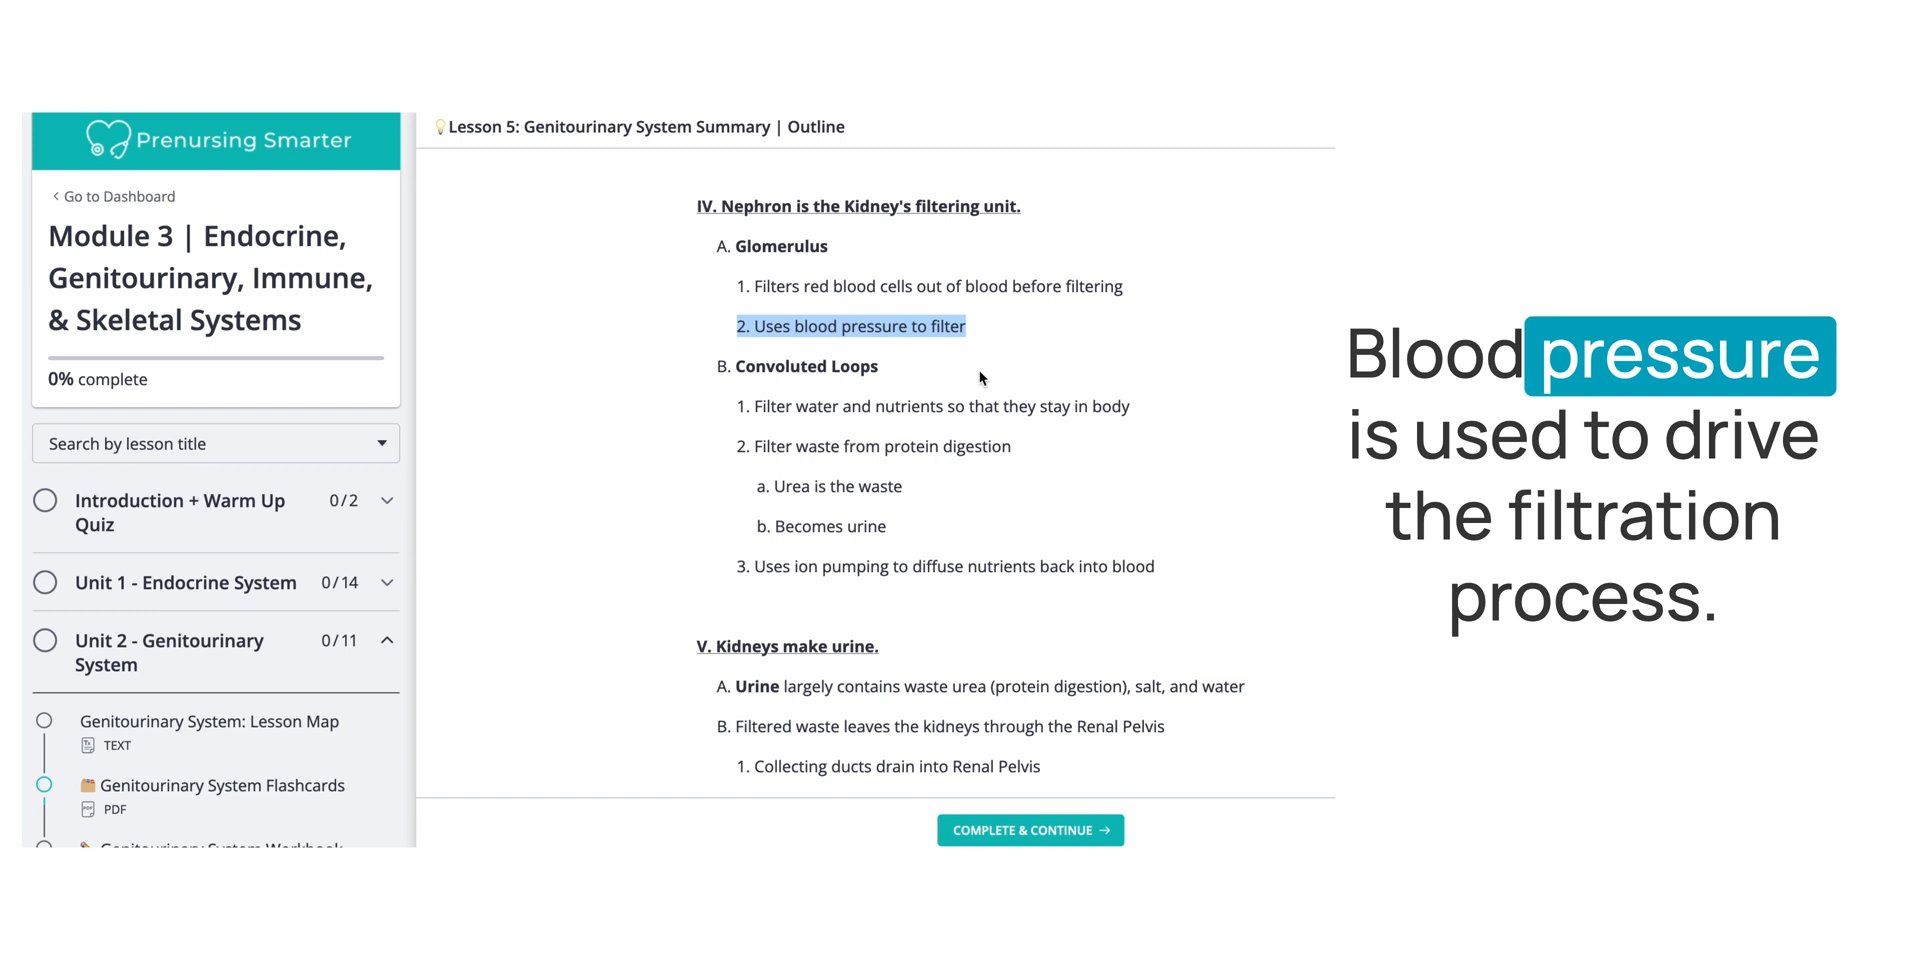 Prenursing Smarter
< Go to Dashboard
Module 3 | Endocrine,
Genitourinary, Immune,
& Skeletal Systems
0% complete
Search by lesson title
Introduction + Warm Up 0/2
Quiz
Unit 1 - Endocrine System 0/14
Unit 2 - Genitourinary 0/11
System
Genitourinary System: Lesson Map
TEXT
Genitourinary System Flashcards
PDF
Genitourinary System Workbook
Lesson 5: Genitourinary System Summary | Outline
IV. Nephron is the Kidney's filtering unit.
A. Glomerulus
1. Filters red blood cells out of blood before filtering
2. Uses blood pressure to filter
B. Convoluted Loops
1. Filter water and nutrients so that they stay in body
2. Filter waste from protein digestion
a. Urea is the waste
b. Becomes urine
3. Uses ion pumping to diffuse nutrients back into blood
V. Kidneys make urine.
A. Urine largely contains waste urea (protein digestion), salt, and water
B. Filtered waste leaves the kidneys through the Renal Pelvis
1. Collecting ducts drain into Renal Pelvis
COMPLETE & CONTINUE →
Blood pressure
is used to drive
the filtration
process.